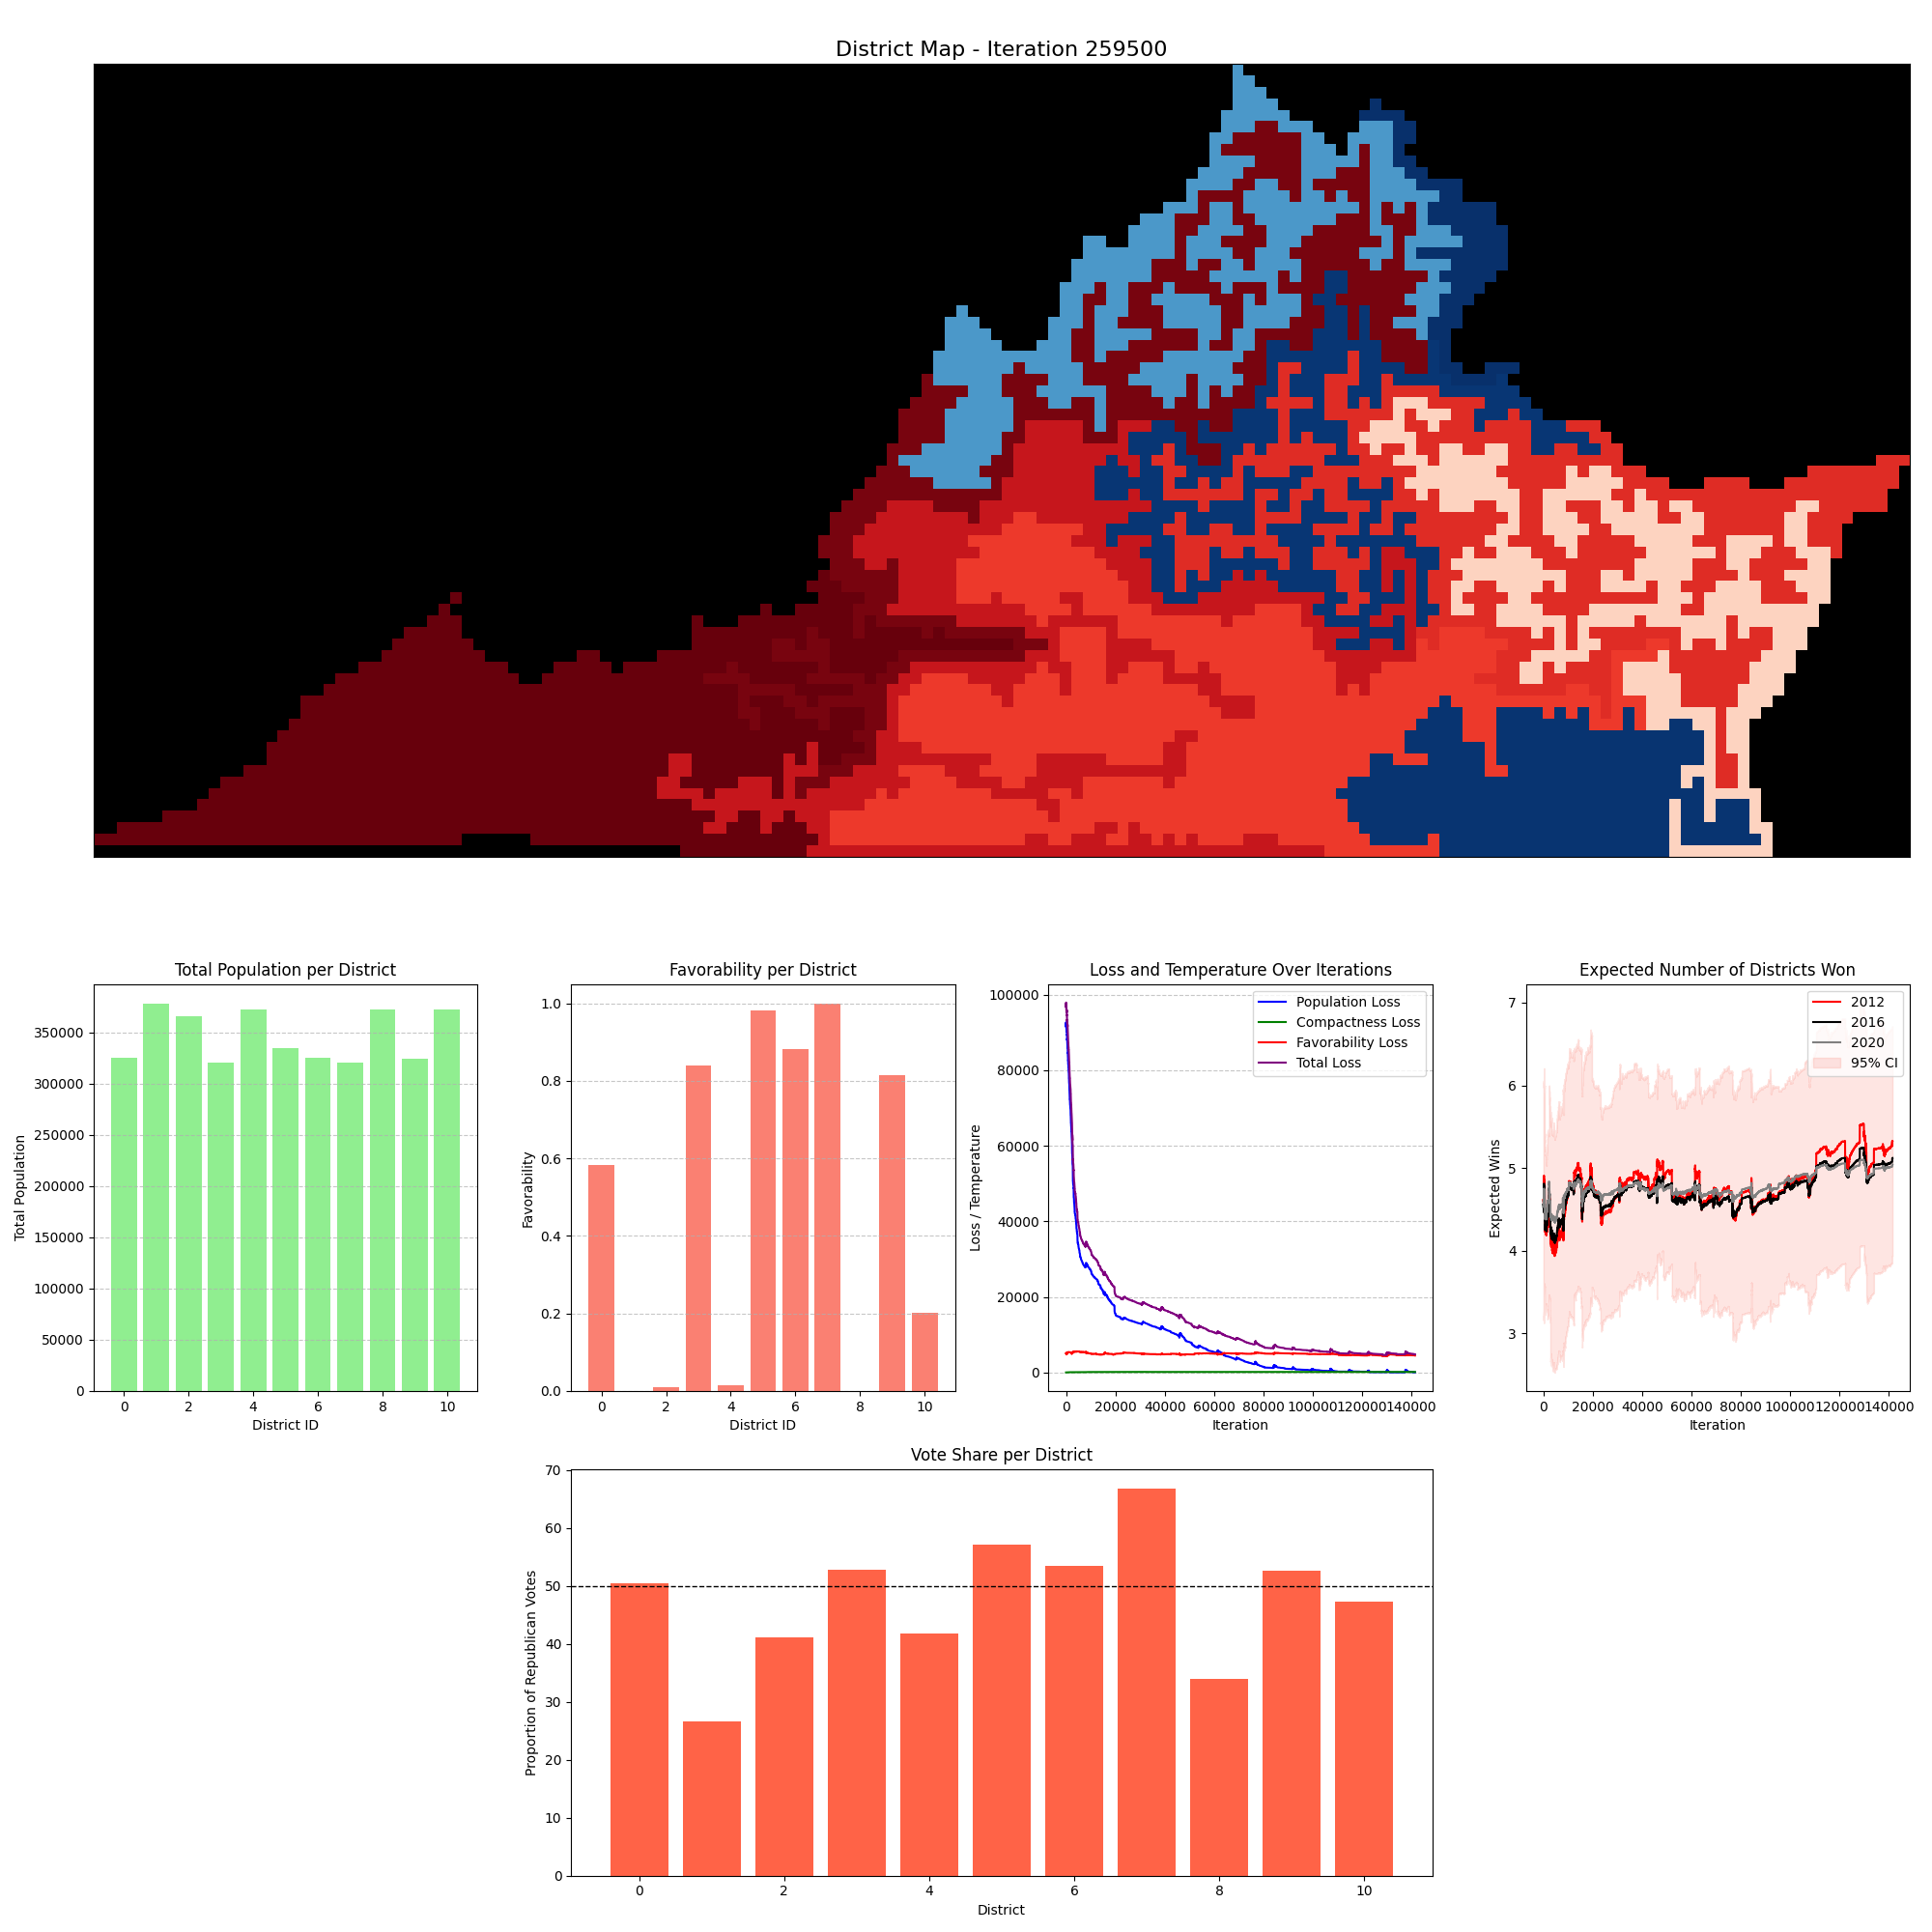 District Map - Iteration 259500
Total Population per District
Total Population
350000
300000
250000
200000
150000
100000
50000
0
0 2 4 6 8 10
District ID
Favorability per District
Favorability
1.0
0.8
0.6
0.4
0.2
0.0
0 2 4 6 8 10
District ID
Loss and Temperature Over Iterations
Loss / Temperature
100000
80000
60000
40000
20000
0
Population Loss
Compactness Loss
Favorability Loss
Total Loss
0 20000 40000 60000 80000 100000 120000 140000
Iteration
Expected Number of Districts Won
Expected Wins
7
6
5
4
3
2012
2016
2020
95% CI
0 20000 40000 60000 80000 100000 120000 140000
Iteration
Vote Share per District
Proportion of Republican Votes
70
60
50
40
30
20
10
0
0 2 4 6 8 10
District